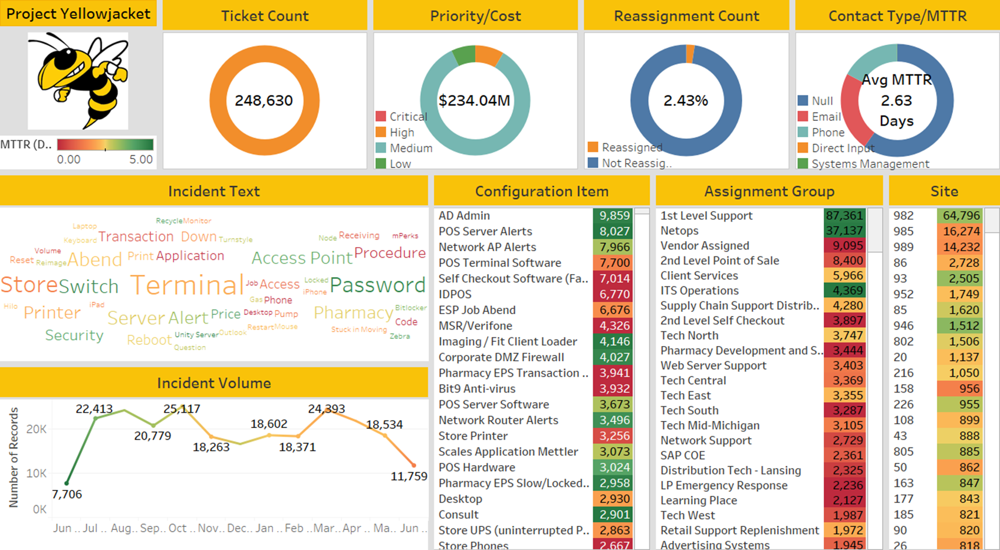 Project Yellowjacket
MTTR (D..
0.00 5.00
Ticket Count
248,630
Priority/Cost
$234.04M
Critical
High
Medium
Low
Reassignment Count
2.43%
Reassigned
Not Reassig..
Contact Type/MTTR
Avg MTTR
2.63
Days
Null
Email
Phone
Direct Input
Systems Management
Incident Text
Recycle Monitor
Laptop
Keyboard Transaction Down Turnstyle
Node Receiving mPerks
Volume
Reset Reimage Abend Print Application
Access Point Procedure
Store Switch Terminal Job Access Locked Password
iPhone
Gas Phone
Hilo Printer iPad
Server Alert Price Desktop Pump Pharmacy Bitlocker
Code
Security Reboot Unity Server Outlook Restart Mouse Stuck in Moving
Zebra
Question
Incident Volume
Number of Records
20K
10K
0K
7,706
22,413
20,779
25,117
18,263
18,602
18,371
24,393
18,534
11,759
Jun .. Jul .. Aug.. Sep.. Oct .. Nov.. Dec.. Jan .. Feb .. Mar.. Apr .. Ma.. Jun ..
Configuration Item
AD Admin 9,859
POS Server Alerts 8,027
Network AP Alerts 7,966
POS Terminal Software 7,700
Self Checkout Software (Fa.. 7,014
IDPOS 6,770
ESP Job Abend 6,676
MSR/Verifone 4,326
Imaging / Fit Client Loader 4,146
Corporate DMZ Firewall 4,027
Pharmacy EPS Transaction .. 3,941
Bit9 Anti-virus 3,932
POS Server Software 3,673
Network Router Alerts 3,496
Store Printer 3,256
Scales Application Mettler 3,073
POS Hardware 3,024
Pharmacy EPS Slow/Locked.. 2,958
Desktop 2,930
Consult 2,901
Store UPS (uninterrupted P.. 2,863
Store Phones 2,667
Assignment Group
1st Level Support 87,361
Netops 37,137
Vendor Assigned 9,095
2nd Level Point of Sale 8,400
Client Services 5,966
ITS Operations 4,369
Supply Chain Support Distrib.. 4,280
2nd Level Self Checkout 3,897
Tech North 3,747
Pharmacy Development and S.. 3,444
Web Server Support 3,403
Tech Central 3,369
Tech East 3,355
Tech South 3,287
Tech Mid-Michigan 3,105
Network Support 2,729
SAP COE 2,361
Distribution Tech - Lansing 2,325
LP Emergency Response 2,236
Learning Place 2,127
Tech West 1,987
Retail Support Replenishment 1,972
Advertising Systems 1,945
Site
982 64,796
985 16,274
989 14,232
86 2,728
93 2,505
952 1,749
85 1,620
946 1,512
802 1,506
20 1,137
216 1,050
158 956
226 955
108 899
43 888
805 885
50 862
163 847
177 843
185 821
90 820
26 818